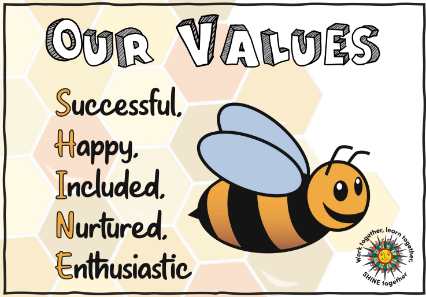 OUR VALUES
Successful,
Happy,
Included,
Nurtured,
Enthusiastic
Work together, learn together,
SHINE together